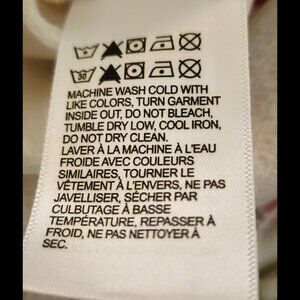 30
MACHINE WASH COLD WITH
LIKE COLORS, TURN GARMENT
INSIDE OUT, DO NOT BLEACH,
TUMBLE DRY LOW, COOL IRON,
DO NOT DRY CLEAN.
LAVER À LA MACHINE À L'EAU
FROIDE AVEC COULEURS
SIMILAIRES, TOURNER LE
VÊTEMENT À L'ENVERS, NE PAS
JAVELLISER, SÉCHER PAR
CULBUTAGE À BASSE
TEMPÉRATURE, REPASSER À
FROID, NE PAS NETTOYER À
SEC.